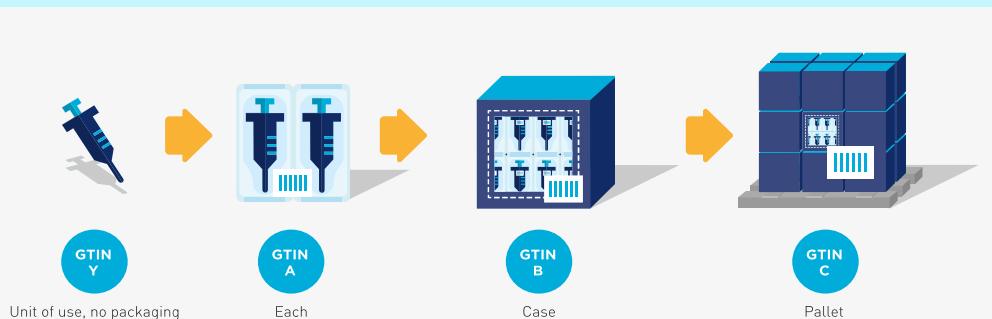 GTIN
Y
GTIN
A
GTIN
B
GTIN
C
Unit of use, no packaging
Each
Case
Pallet